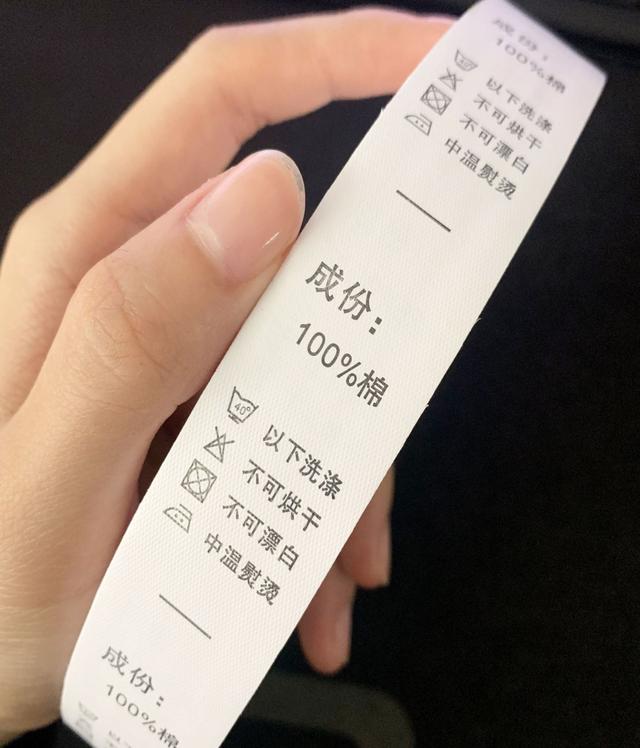 成份：
100%棉
40° 以下洗涤
不可烘干
不可漂白
中温熨烫
成份：
100%棉
40° 以下洗涤
不可烘干
不可漂白
中温熨烫
成份：
100%棉